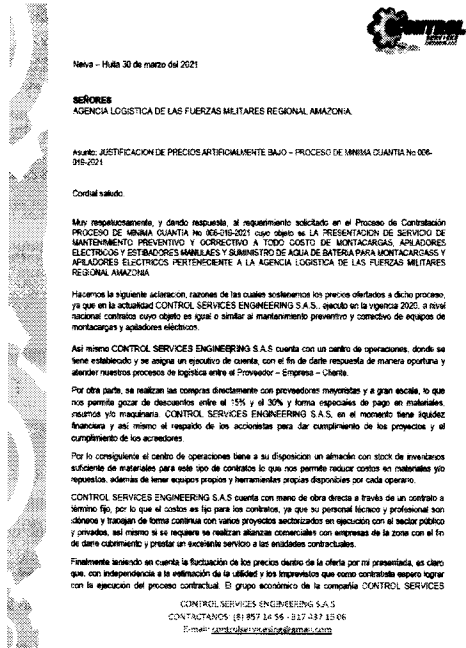 CONTROL
SERVICES
Neiva – Huila 30 de marzo del 2021
SEÑORES
AGENCIA LOGISTICA DE LAS FUERZAS MILITARES REGIONAL AMAZONIA.
Asunto: JUSTIFICACION DE PRECIOS ARTIFICIALMENTE BAJO – PROCESO DE MINIMA CUANTIA No 006-
019-2021
Cordial saludo.
Muy respetuosamente, y dando respuesta, al requerimiento solicitado en el Proceso de Contratación
PROCESO DE MINIMA CUANTIA No 006-019-2021 cuyo objeto es LA PRESENTACION DE SERVICIO DE
MANTENIMIENTO PREVENTIVO Y CORRECTIVO A TODO COSTO DE MONTACARGAS, APILADORES
ELECTRICOS Y ESTIBADORES MANULAES Y SUMINISTRO DE AGUA DE BATERIA PARA MONTACARGASS Y
APILADORES ELECTRICOS PERTENECIENTE A LA AGENCIA LOGISTICA DE LAS FUERZAS MILITARES
REGIONAL AMAZONIA
Hacemos la siguiente aclaración, razones de las cuales sostenemos los precios ofertados a dicho proceso,
ya que en la actualidad CONTROL SERVICES ENGINEERING S.A.S., ejecuto en la vigencia 2020, a nivel
nacional contratos cuyo objeto es igual o similar al mantenimiento preventivo y correctivo de equipos de
montacargas y apiladores eléctricos.
Así mismo CONTROL SERVICES ENGINEERING S.A.S cuenta con un centro de operaciones, donde se
tiene establecido y se asigna un ejecutivo de cuenta, con el fin de darle respuesta de manera oportuna y
atender nuestros procesos de logística entre el Proveedor – Empresa – Cliente.
Por otra parte, se realizan las compras directamente con proveedores mayoristas y a gran escala, lo que
nos permite gozar de descuentos entre el 15% y el 30% y forma especiales de pago en materiales,
insumos y/o maquinaria. CONTROL SERVICES ENGINEERING S.A.S, en el momento tiene liquidez
financiera y así mismo el respaldo de los accionistas para dar cumplimiento de los proyectos y el
cumplimiento de los acreedores.
Por lo consiguiente el centro de operaciones tiene a su disposición un almacén con stock de inventarios
suficiente de materiales para este tipo de contratos lo que nos permite reducir costos en materiales y/o
repuestos, además de tener equipos propios y herramientas propias disponibles por cada operario.
CONTROL SERVICES ENGINEERING S.A.S cuenta con mano de obra directa a través de un contrato a
término fijo, por lo que el costos es fijo para los contratos, ya que su personal técnico y profesional son
idóneos y trabajan de forma continua con varios proyectos sectorizados en ejecución con el sector público
y privados, así mismo si se requiere se realizan alianzas comerciales con empresas de la zona con el fin
de darle cubrimiento y prestar un excelente servicio a las entidades contractuales.
Finalmente teniendo en cuenta la fluctuación de los precios dentro de la oferta por mi presentada, es claro
que, con independencia a la estimación de la utilidad y los imprevistos que como contratista espero lograr
con la ejecución del proceso contractual. El grupo económico de la compañía CONTROL SERVICES
CONTROL SERVICES ENGINEERING S.A.S
CONTACTANOS: (8) 857 14 56 - 317 437 15 06
E-mail: controlservicesing@gmail.com